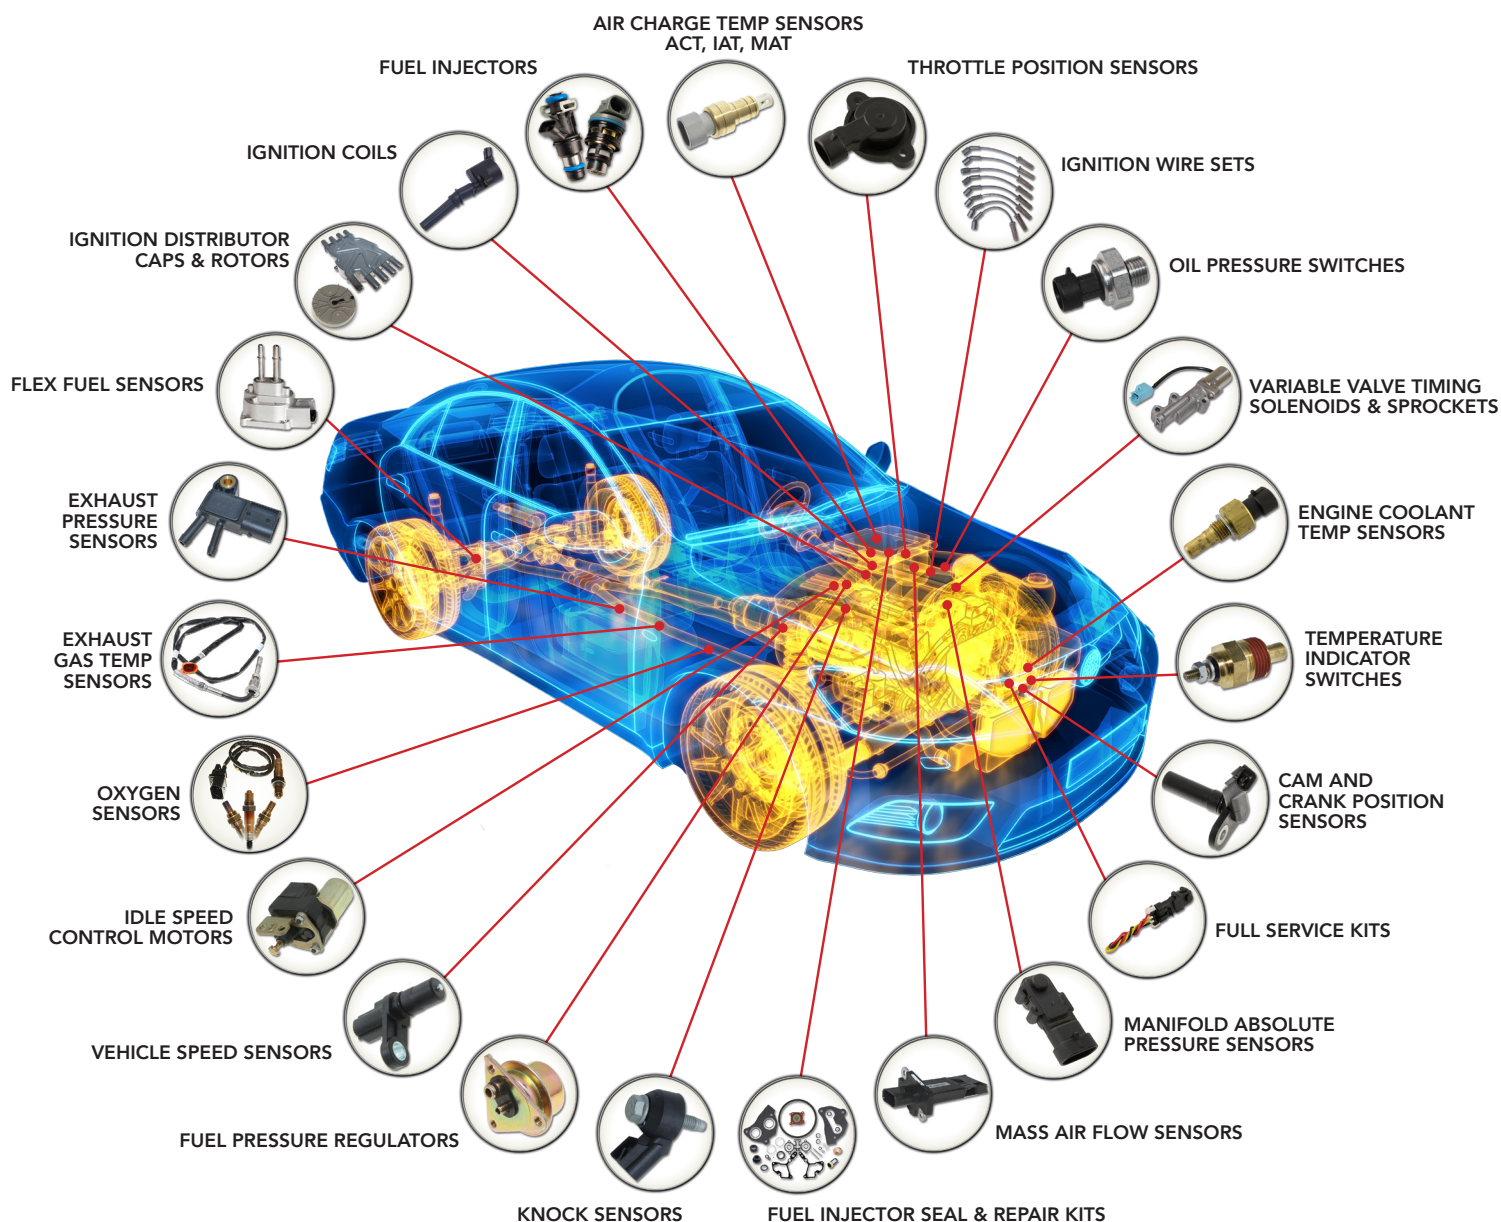 AIR CHARGE TEMP SENSORS
ACT, IAT, MAT
FUEL INJECTORS
THROTTLE POSITION SENSORS
IGNITION COILS
IGNITION WIRE SETS
IGNITION DISTRIBUTOR
CAPS & ROTORS
OIL PRESSURE SWITCHES
FLEX FUEL SENSORS
VARIABLE VALVE TIMING
SOLENOIDS & SPROCKETS
EXHAUST
PRESSURE
SENSORS
ENGINE COOLANT
TEMP SENSORS
EXHAUST
GAS TEMP
SENSORS
TEMPERATURE
INDICATOR
SWITCHES
OXYGEN
SENSORS
CAM AND
CRANK POSITION
SENSORS
IDLE SPEED
CONTROL MOTORS
FULL SERVICE KITS
VEHICLE SPEED SENSORS
MANIFOLD ABSOLUTE
PRESSURE SENSORS
FUEL PRESSURE REGULATORS
MASS AIR FLOW SENSORS
KNOCK SENSORS
FUEL INJECTOR SEAL & REPAIR KITS